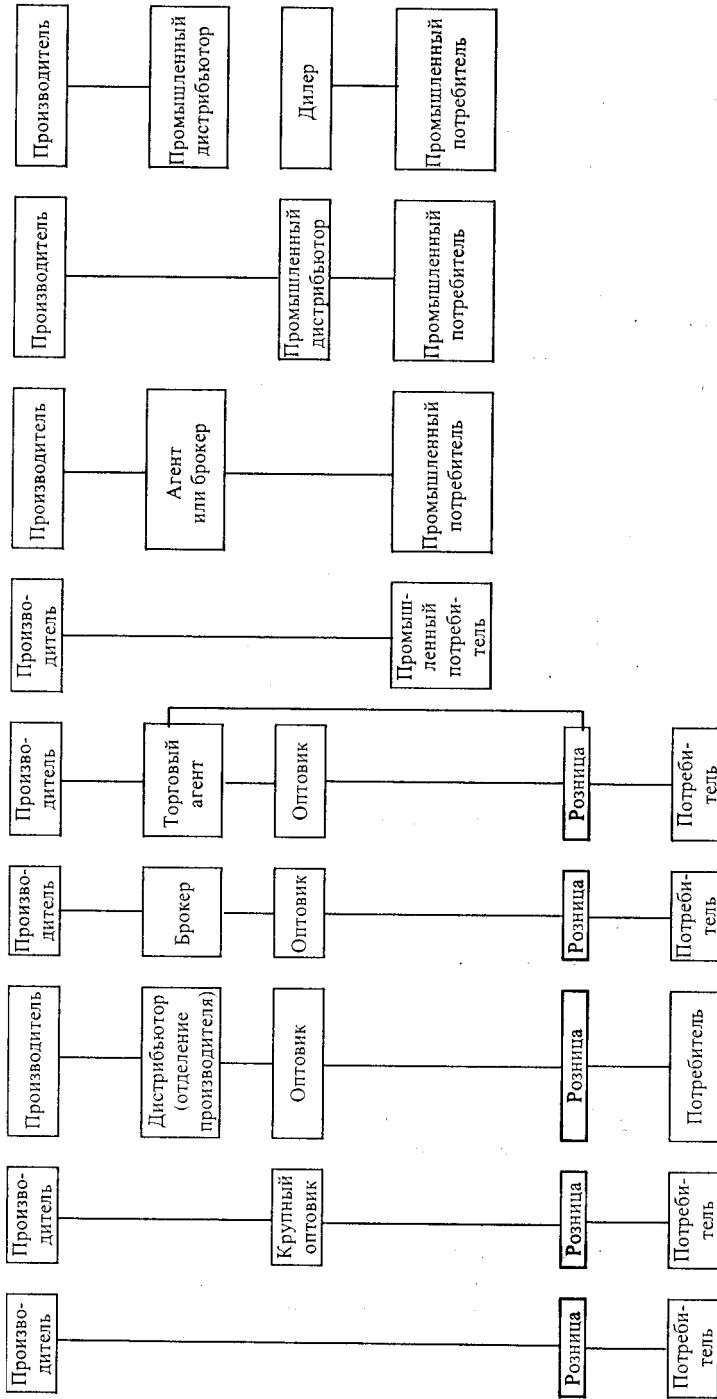 Произво-
дитель
Розница
Потреби-
тель
Произво-
дитель
Крупный
оптовик
Розница
Потреби-
тель
Производитель
Дистрибьютор
(отделение
производителя)
Оптовик
Розница
Потребитель
Произво-
дитель
Брокер
Оптовик
Розница
Потреби-
тель
Произво-
дитель
Торговый
агент
Оптовик
Розница
Потреби-
тель
Произво-
дитель
Промыш-
ленный
потреби-
тель
Производитель
Агент
или брокер
Промышленный
потребитель
Производитель
Промышленный
дистрибьютор
Промышленный
потребитель
Производитель
Промышленный
дистрибьютор
Дилер
Промышленный
потребитель